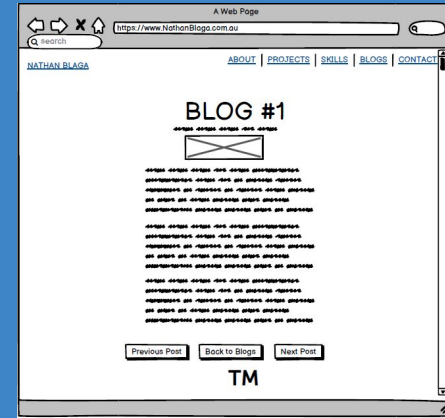 A Web Page
https://www.NathanBlaga.com.au
search
NATHAN BLAGA
ABOUT | PROJECTS | SKILLS | BLOGS | CONTACT
BLOG #1
Previous Post Back to Blogs Next Post
TM